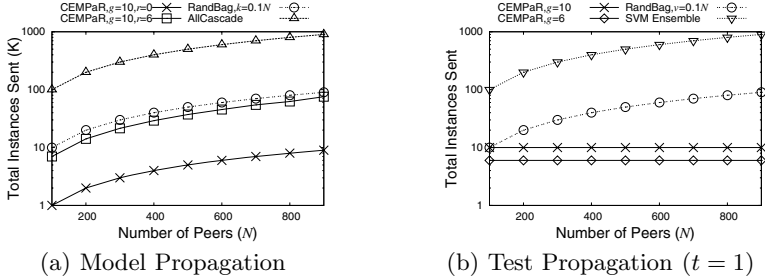 CEMPaR,g=10,r=0 RandBag,k=0.1N
CEMPaR,g=10,r=6 AllCascade
Total Instances Sent (K)
1000
100
10
1
200 400 600 800
Number of Peers (N)
(a) Model Propagation
CEMPaR,g=10 RandBag,v=0.1N
CEMPaR,g=6 SVM Ensemble
Total Instances Sent
1000
100
10
1
200 400 600 800
Number of Peers (N)
(b) Test Propagation (t = 1)